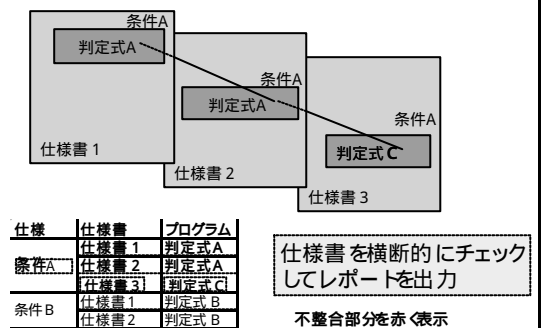 条件A
判定式A
条件A
判定式A
条件A
仕様書 1
判定式C
仕様書 2
仕様書 3
仕様 仕様書 プログラム
仕様書 1 判定式A
条件A 仕様書 2 判定式A
仕様書 3 判定式C
条件B 仕様書1 判定式 B
仕様書2 判定式 B
仕様書を横断的にチェック
してレポートを出力
不整合部分を赤く表示